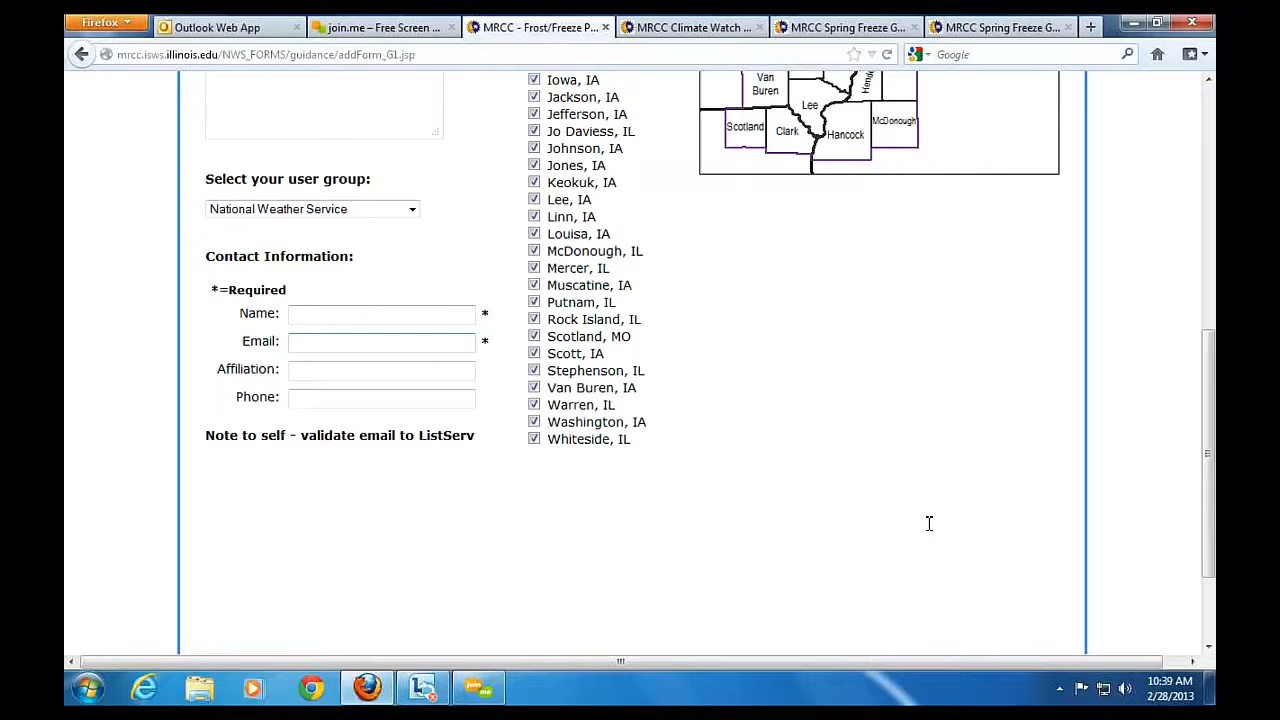 Firefox
Outlook Web App
join.me – Free Screen ...
MRCC - Frost/Freeze P...
MRCC Climate Watch ...
MRCC Spring Freeze G...
MRCC Spring Freeze G...
mrcc.isws.illinois.edu/NWS_FORMS/guidance/addForm_G1.jsp
Google
Select your user group:
National Weather Service
Contact Information:
*=Required
Name: *
Email: *
Affiliation:
Phone:
Note to self - validate email to ListServ
Iowa, IA
Jackson, IA
Jefferson, IA
Jo Daviess, IL
Johnson, IA
Jones, IA
Keokuk, IA
Lee, IA
Linn, IA
Louisa, IA
McDonough, IL
Mercer, IL
Muscatine, IA
Putnam, IL
Rock Island, IL
Scotland, MO
Scott, IA
Stephenson, IL
Van Buren, IA
Warren, IL
Washington, IA
Whiteside, IL
Van
Buren
Lee
Scotland
Clark
Hancock
McDonough
10:39 AM
2/28/2013